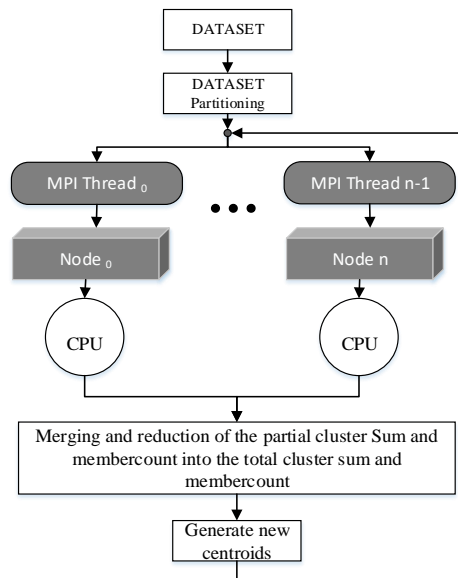 DATASET
DATASET
Partitioning
MPI Thread 0
MPI Thread n-1
Node 0
Node n
CPU
CPU
Merging and reduction of the partial cluster Sum and
membercount into the total cluster sum and
membercount
Generate new
centroids